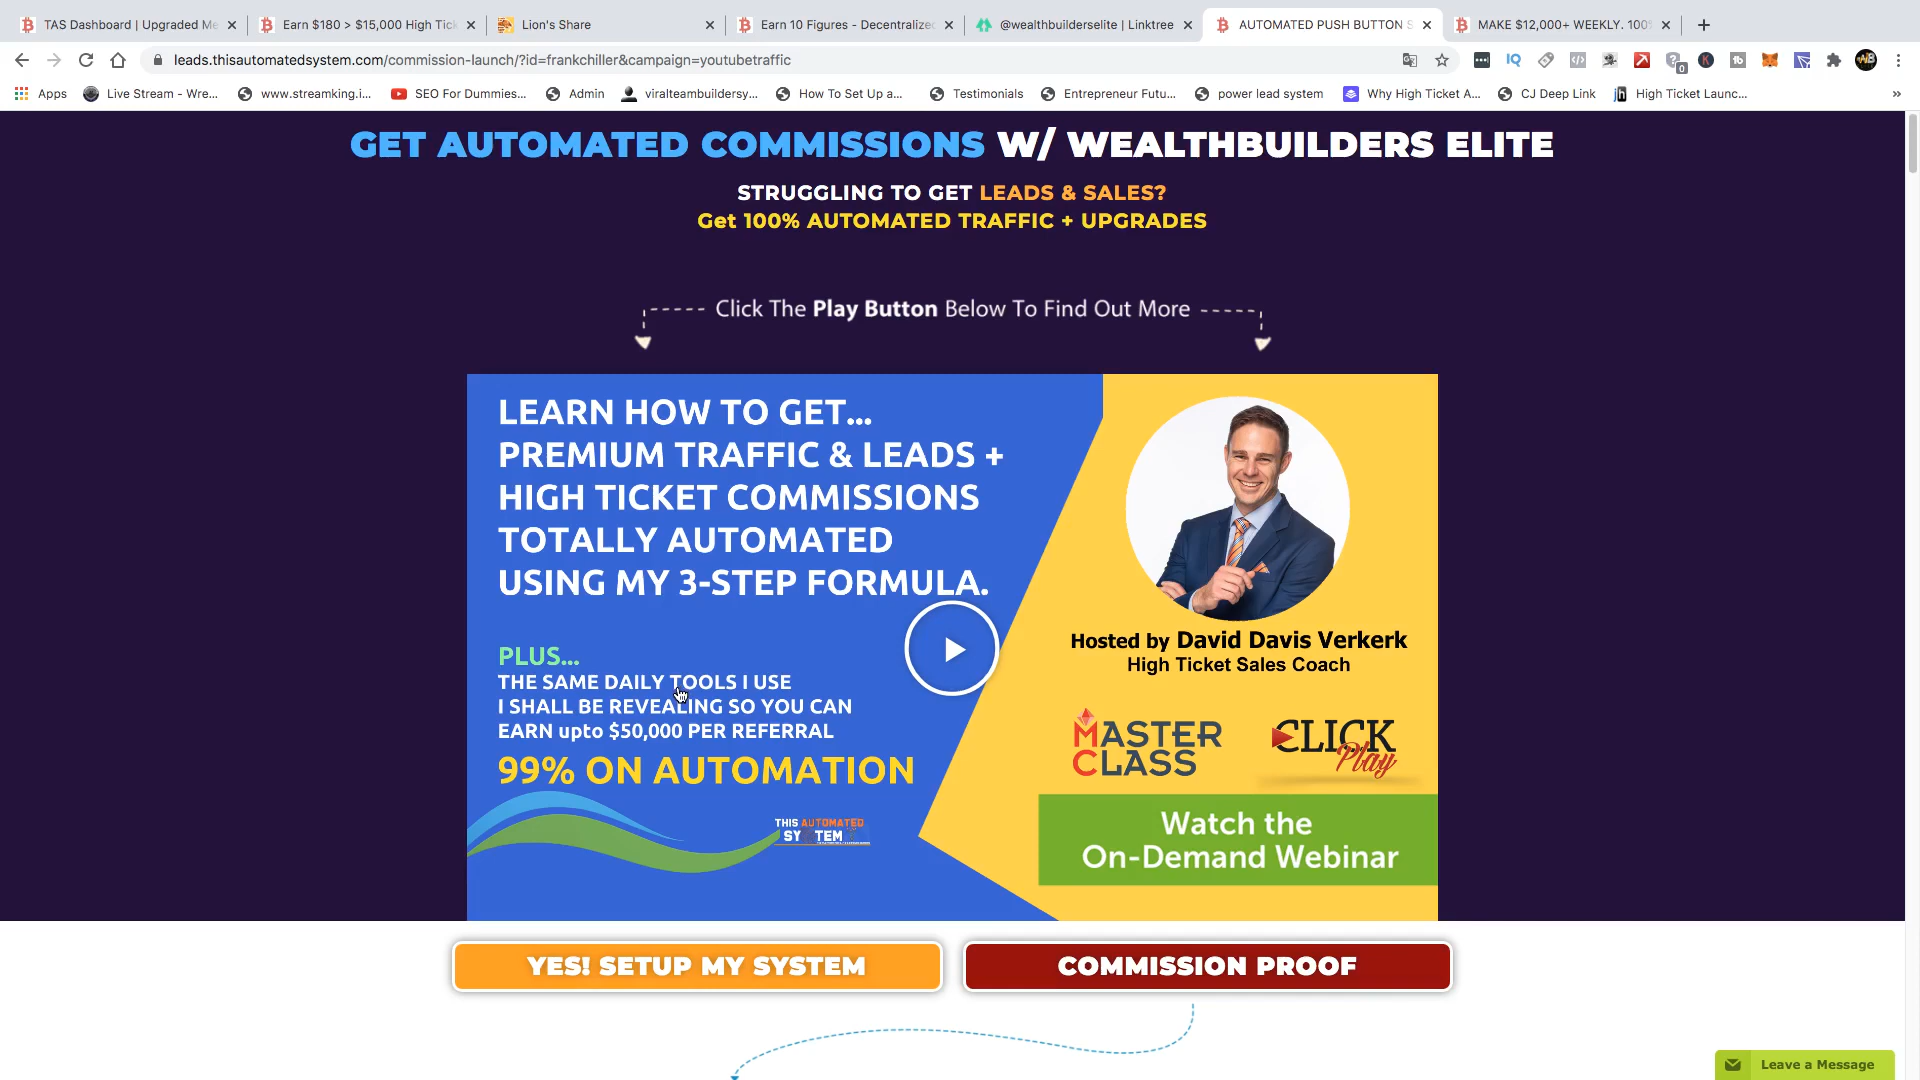 TAS Dashboard | Upgraded Me
Earn $180 > $15,000 High Tick
Lion's Share
Earn 10 Figures - Decentralized
@wealthbuilderselite | Linktree
AUTOMATED PUSH BUTTON S
MAKE $12,000+ WEEKLY. 100
leads.thisautomatedsystem.com/commission-launch/?id=frankchiller&campaign=youtubetraffic
Apps
Live Stream - Wre...
www.streamking.i...
SEO For Dummies...
Admin
viralteambuildersy...
How To Set Up a...
Testimonials
Entrepreneur Futu...
power lead system
Why High Ticket A...
CJ Deep Link
High Ticket Launc...
GET AUTOMATED COMMISSIONS W/ WEALTHBUILDERS ELITE
STRUGGLING TO GET LEADS & SALES?
Get 100% AUTOMATED TRAFFIC + UPGRADES
Click The Play Button Below To Find Out More
LEARN HOW TO GET...
PREMIUM TRAFFIC & LEADS +
HIGH TICKET COMMISSIONS
TOTALLY AUTOMATED
USING MY 3-STEP FORMULA.
PLUS...
THE SAME DAILY TOOLS I USE
I SHALL BE REVEALING SO YOU CAN
EARN upto $50,000 PER REFERRAL
99% ON AUTOMATION
THIS AUTOMATED
SY TEM
Hosted by David Davis Verkerk
High Ticket Sales Coach
MASTER
CLASS
CLICK
Play
Watch the
On-Demand Webinar
YES! SETUP MY SYSTEM
COMMISSION PROOF
Leave a Message